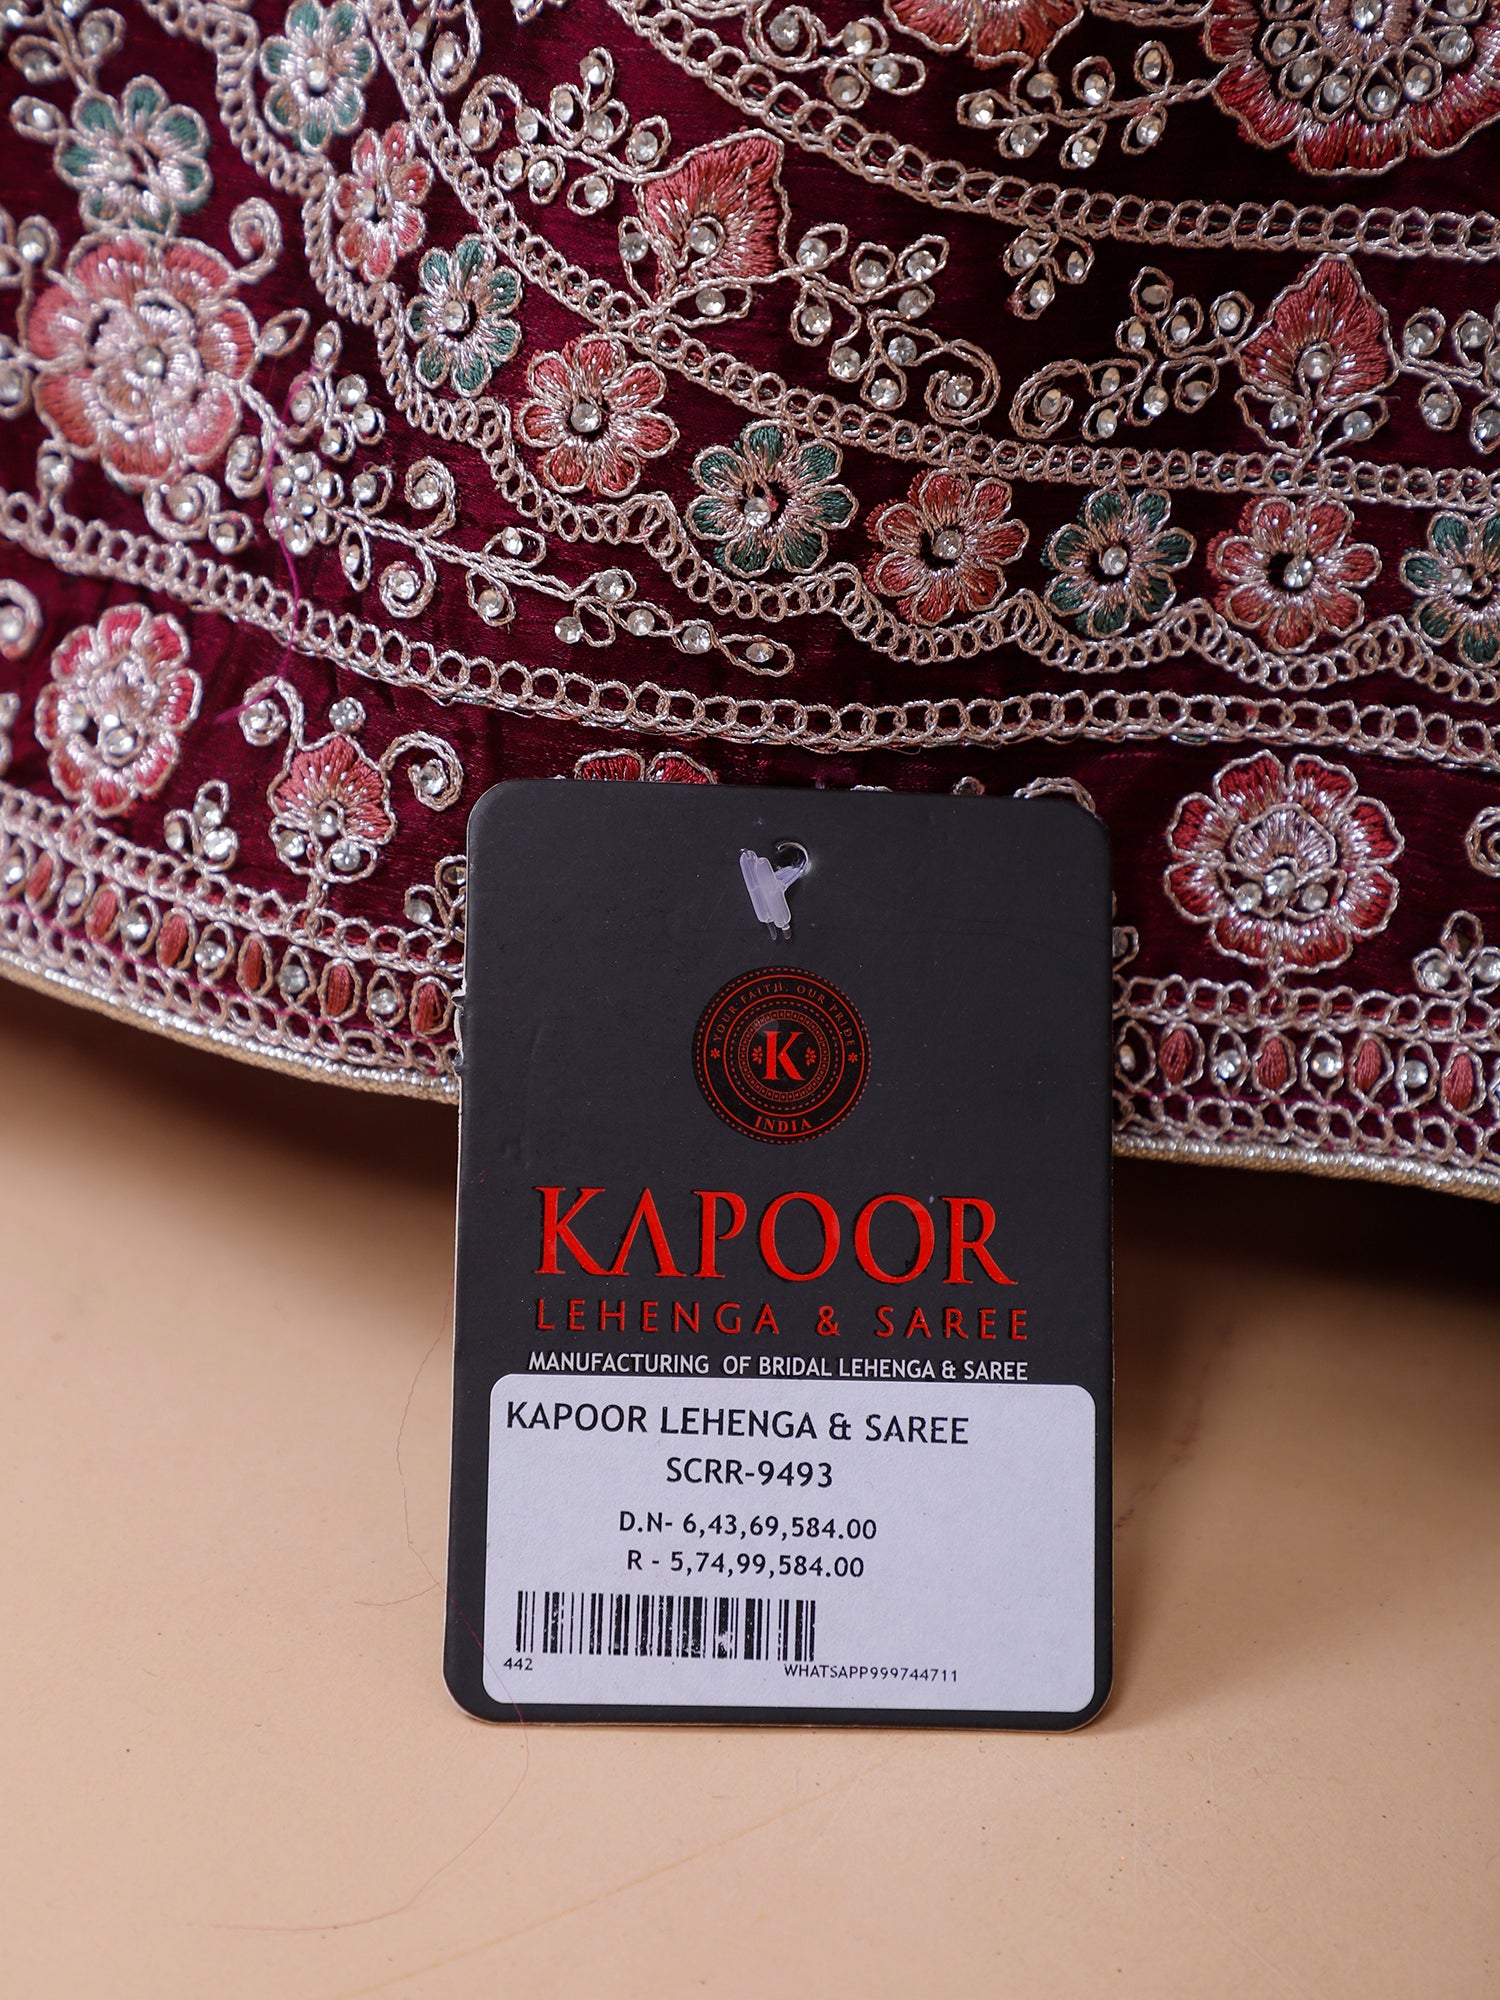 YOUR FAITH, OUR PRIDE
K
INDIA
KAPOOR
LEHENGA & SAREE
MANUFACTURING OF BRIDAL LEHENGA & SAREE
KAPOOR LEHENGA & SAREE
SCRR-9493
D.N- 6,43,69,584.00
R - 5,74,99,584.00
442
WHATSAPP999744711